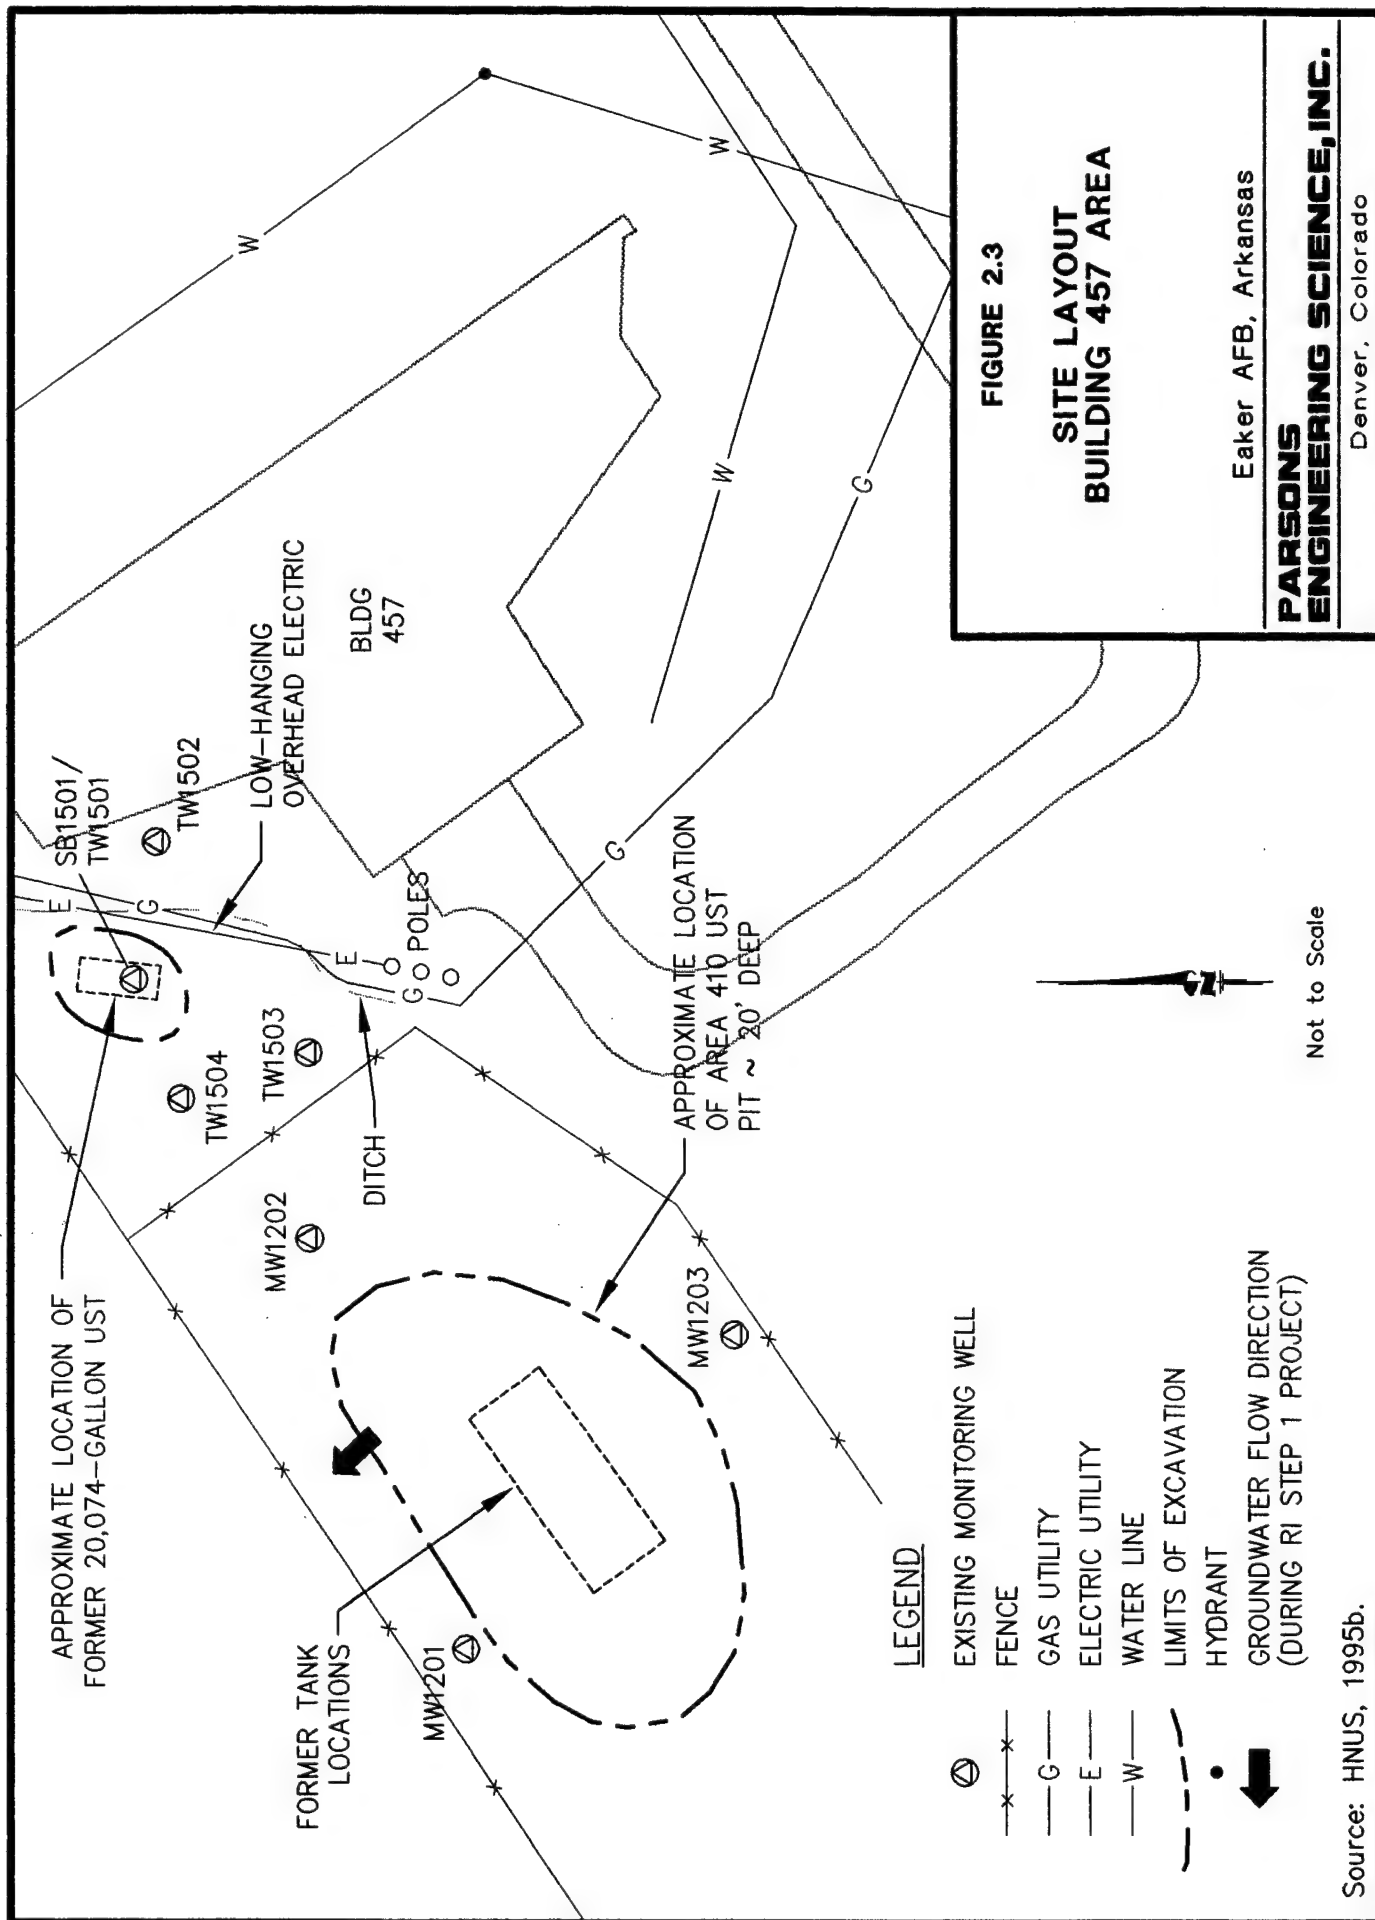 APPROXIMATE LOCATION OF
FORMER 20,074-GALLON UST
SB1501/
TW1501
TW1502
TW1504
TW1503
LOW-HANGING
OVERHEAD ELECTRIC
BLDG
457
W
W
W
E
G
E
G
POLES
G
G
DITCH
MW1202
FORMER TANK
LOCATIONS
MW1201
MW1203
APPROXIMATE LOCATION
OF AREA 410 UST
PIT ~ 20' DEEP
LEGEND
EXISTING MONITORING WELL
FENCE
G GAS UTILITY
E ELECTRIC UTILITY
W WATER LINE
LIMITS OF EXCAVATION
HYDRANT
GROUNDWATER FLOW DIRECTION
(DURING RI STEP 1 PROJECT)
Source: HNUS, 1995b.
N
Not to Scale
FIGURE 2.3
SITE LAYOUT
BUILDING 457 AREA
Eaker AFB, Arkansas
PARSONS
ENGINEERING SCIENCE, INC.
Denver, Colorado